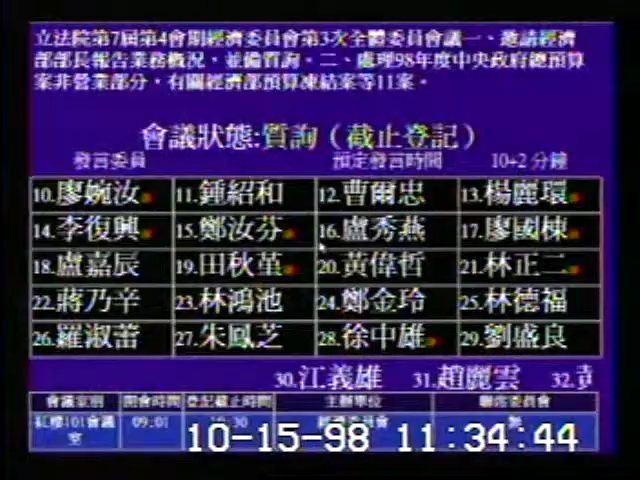 立法院第7屆第4會期經濟委員會第3次全體委員會議一、邀請經濟
部部長報告業務概況，並備質詢。二、處理98年度中央政府總預算
案非營業部分，有關經濟部預算凍結案等11案。
會議狀態:質詢（截止登記）
發言委員 預定發言時間 10+2 分鐘
10.廖婉汝 11.鍾紹和 12.曹爾忠 13.楊麗環
14.李復興 15.鄭汝芬 16.盧秀燕 17.廖國棟
18.盧嘉辰 19.田秋堇 20.黃偉哲 21.林正二
22.蔣乃辛 23.林鴻池 24.鄭金玲 25.林德福
26.羅淑蕾 27.朱鳳芝 28.徐中雄 29.劉盛良
30.江義雄 31.趙麗雲 32.
會議室別 開會時間 登記截止時間 主辦單位 聯席委員會
紅樓101會議室 09:01 10:30 經濟委員會 無
10-15-98 11:34:44